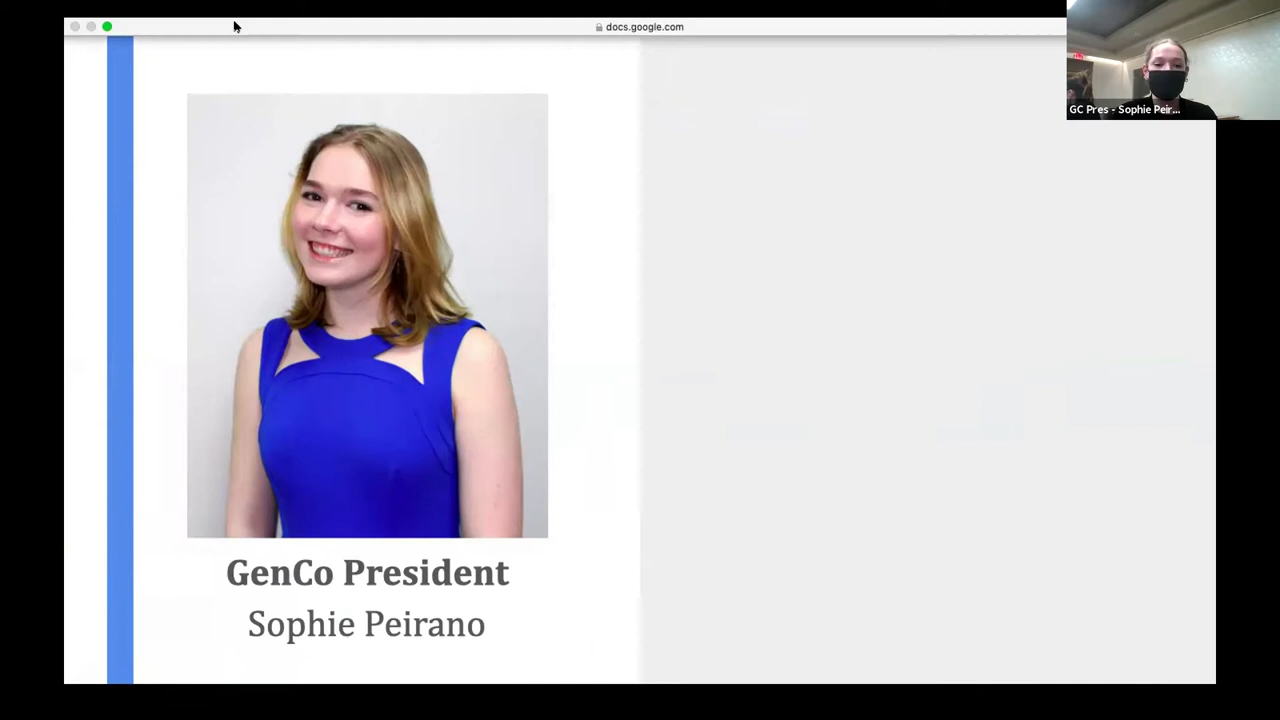 docs.google.com
GC Pres - Sophie Peir...
GenCo President
Sophie Peirano